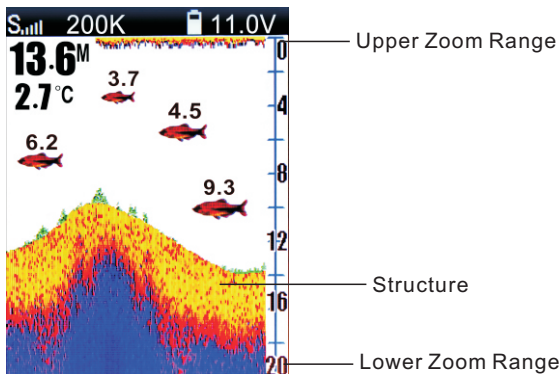 S 200K 11.0V
Upper Zoom Range
0
13.6M
2.7°C
3.7
4
4.5
6.2
8
9.3
12
Structure
16
Lower Zoom Range
20